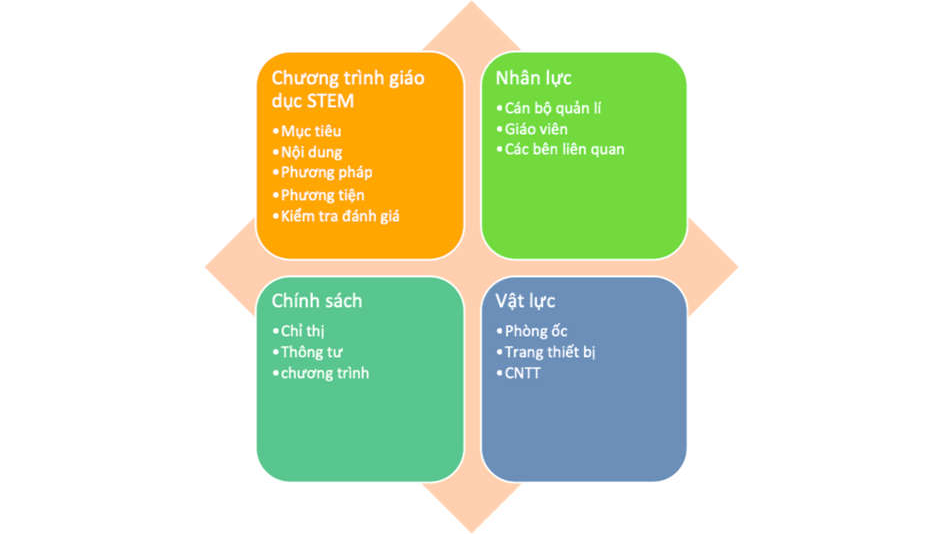 Chương trình giáo
dục STEM
•Mục tiêu
•Nội dung
•Phương pháp
•Phương tiện
•Kiểm tra đánh giá
Nhân lực
•Cán bộ quản lí
•Giáo viên
•Các bên liên quan
Chính sách
•Chỉ thị
•Thông tư
•chương trình
Vật lực
•Phòng ốc
•Trang thiết bị
•CNTT